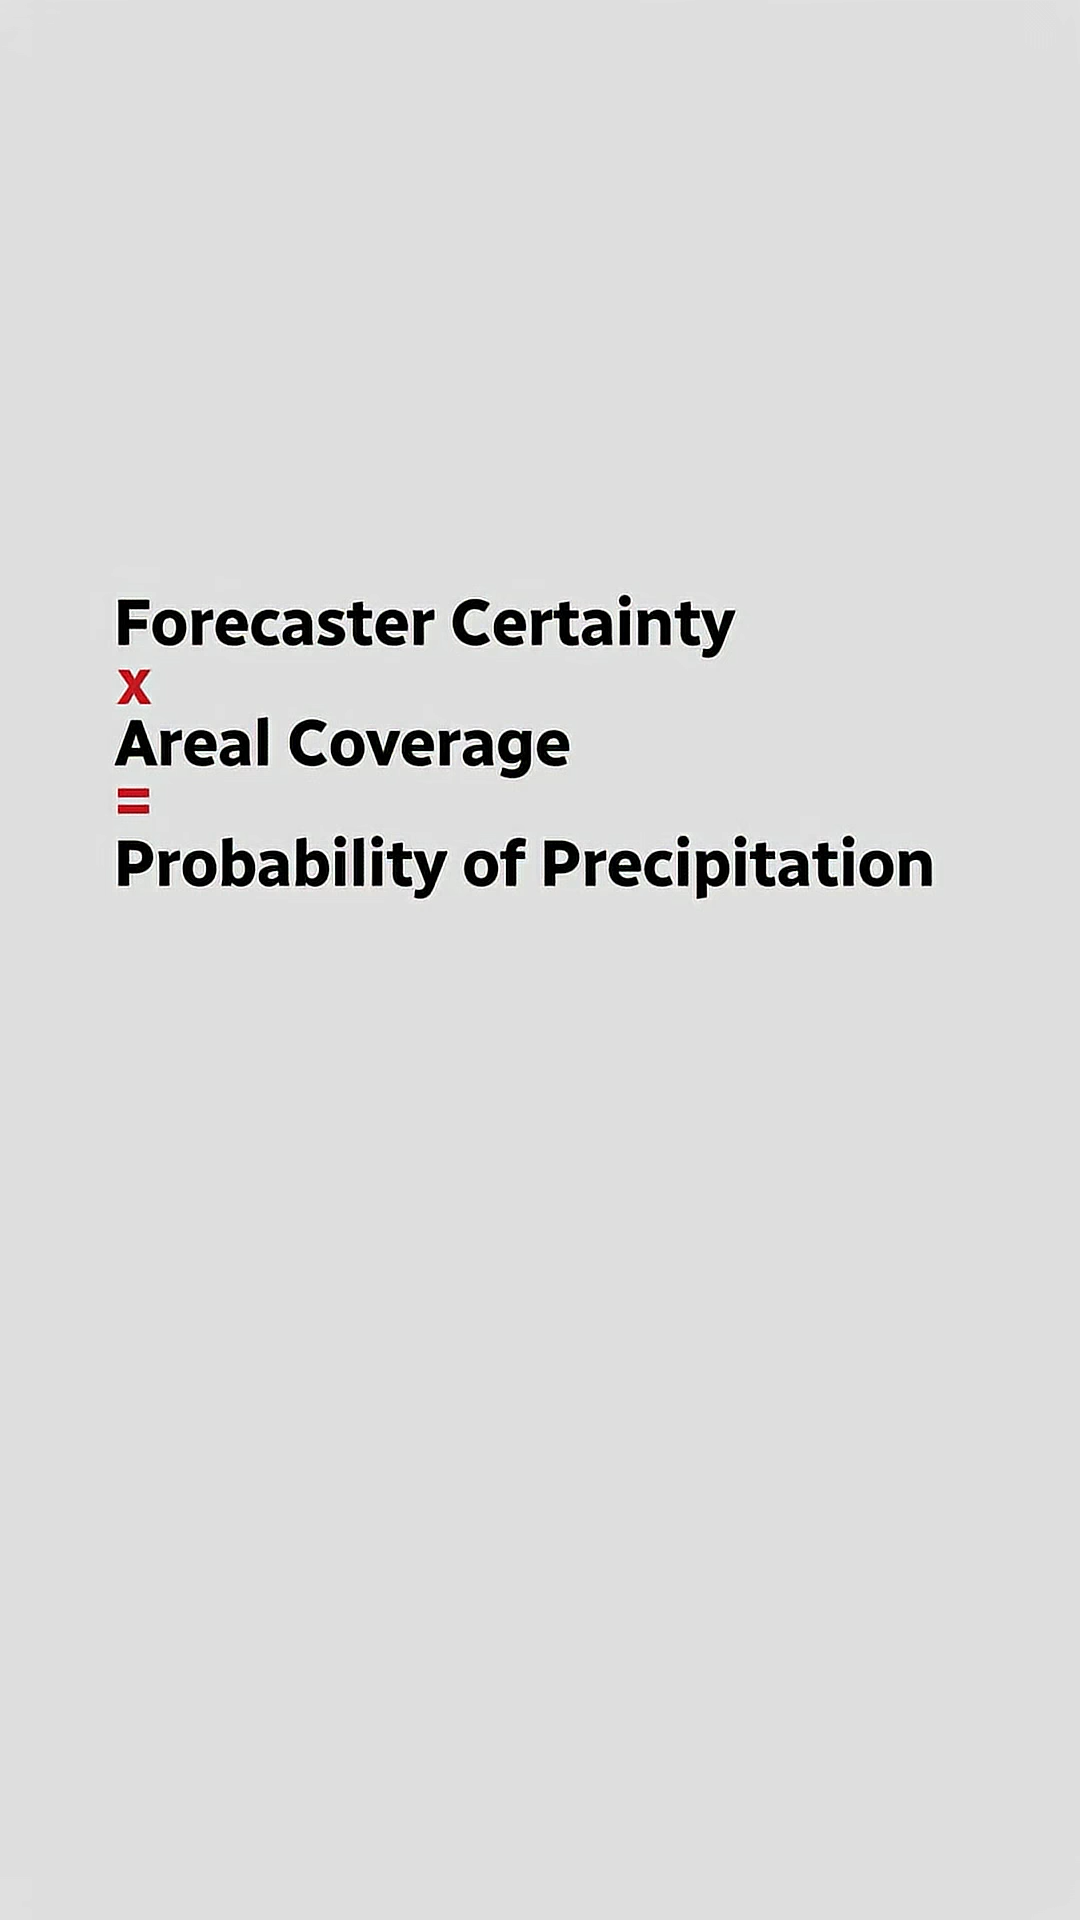 Forecaster Certainty
x
Areal Coverage
=
Probability of Precipitation